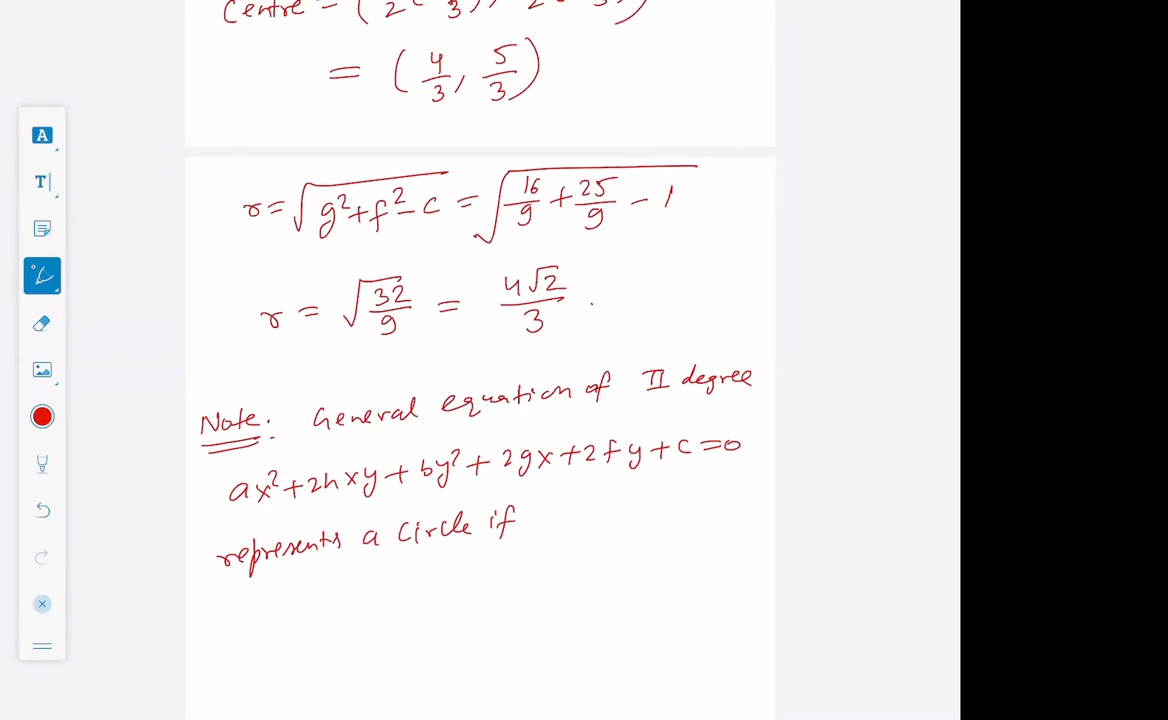 Centre = (
= (4/3, 5/3)
r = √(g²+f²-c) = √(16/9 + 25/9 - 1)
r = √(32/9) = 4√2/3 .
Note: General equation of II degree
ax²+2hxy+by²+2gx+2fy+c=0
represents a circle if
A
T